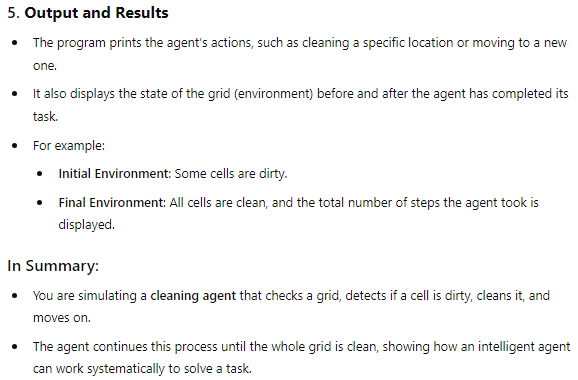 5. Output and Results
• The program prints the agent's actions, such as cleaning a specific location or moving to a new
one.
• It also displays the state of the grid (environment) before and after the agent has completed its
task.
• For example:
• Initial Environment: Some cells are dirty.
• Final Environment: All cells are clean, and the total number of steps the agent took is
displayed.
In Summary:
• You are simulating a cleaning agent that checks a grid, detects if a cell is dirty, cleans it, and
moves on.
• The agent continues this process until the whole grid is clean, showing how an intelligent agent
can work systematically to solve a task.